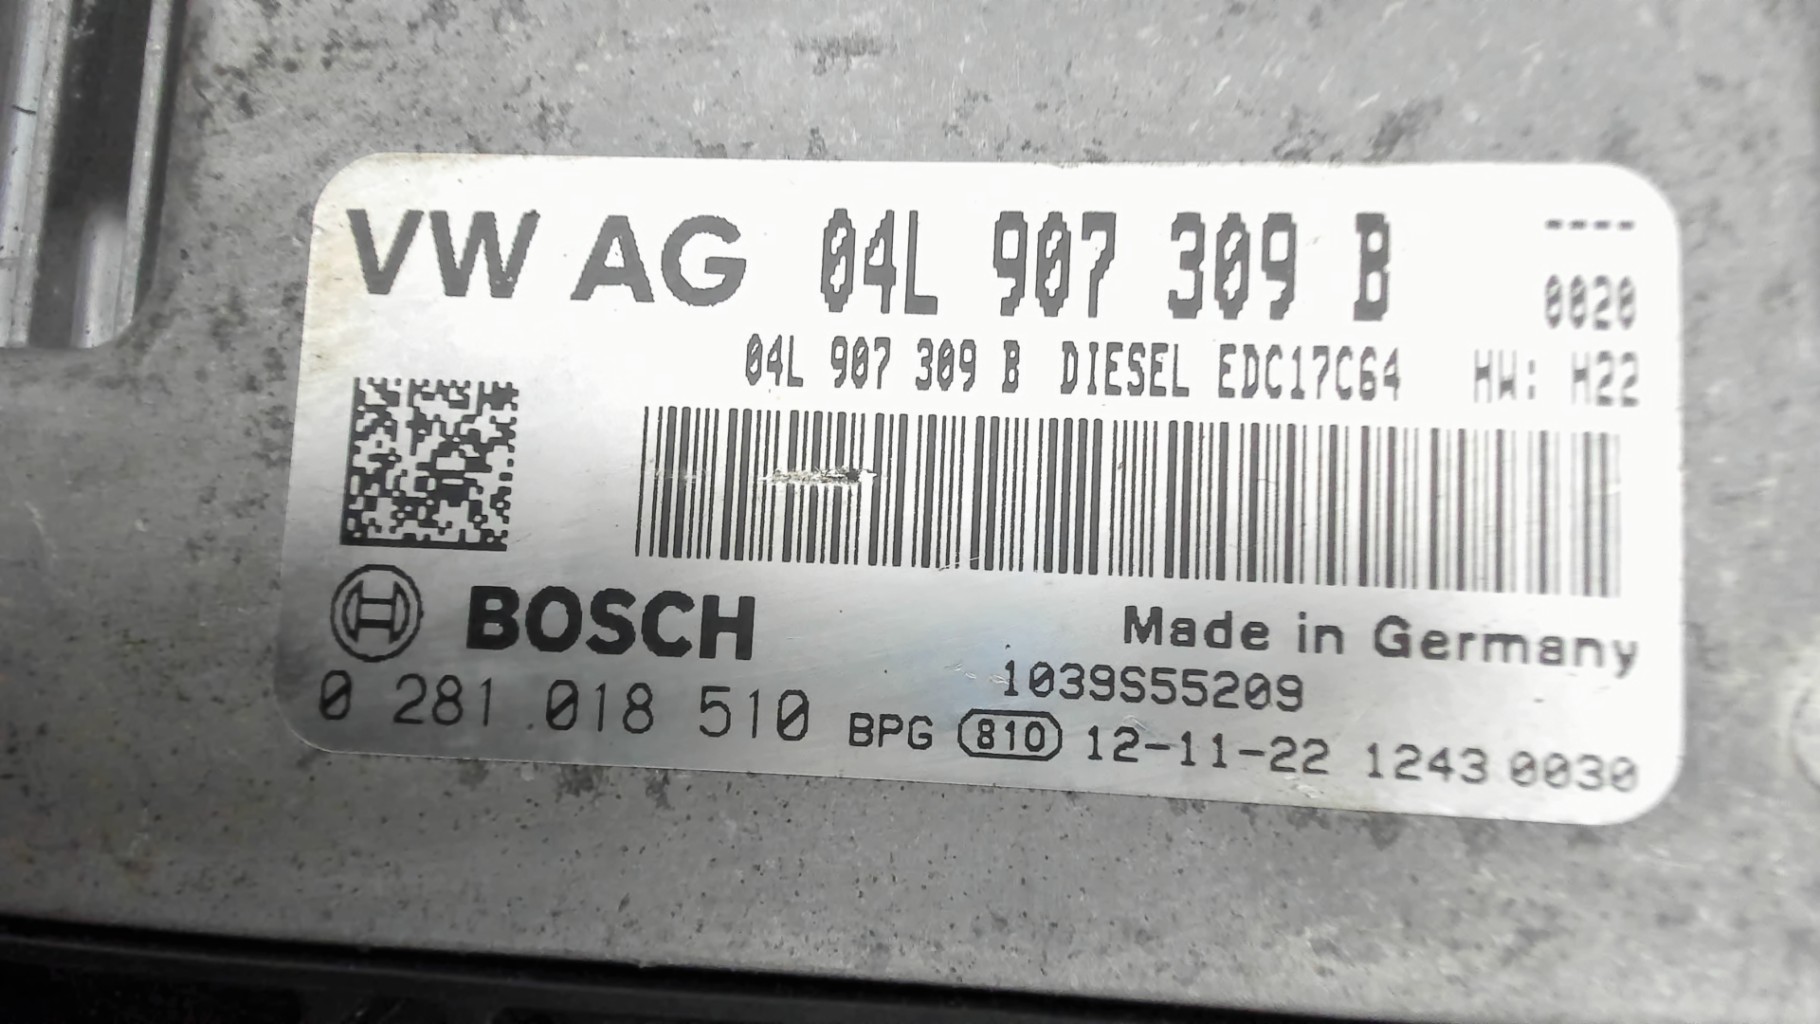 VW AG 04L 907 309 B ----
0020
04L 907 309 B DIESEL EDC17C64 HW: H22
BOSCH
Made in Germany
1039S55209
0 281 018 510 BPG 810 12-11-22 1243 0030